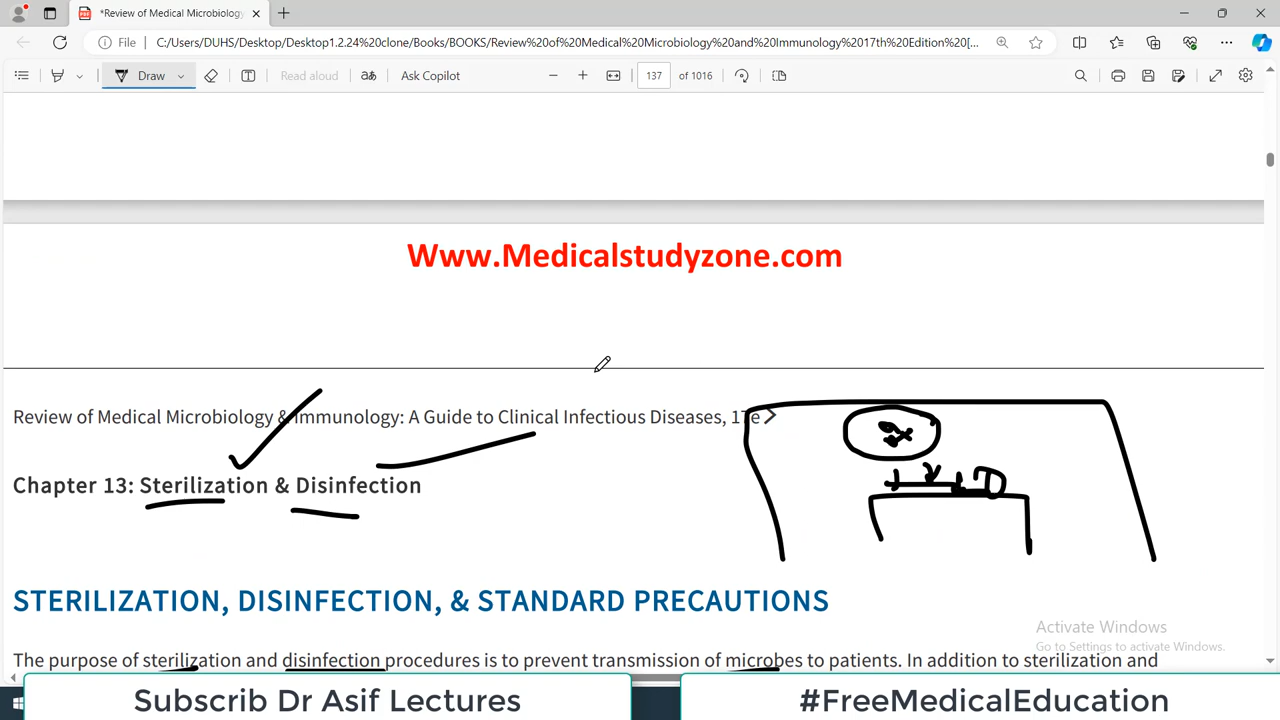 *Review of Medical Microbiology
File
C:/Users/DUHS/Desktop/Desktop1.2.24%20clone/Books/BOOKS/Review%20of%20Medical%20Microbiology%20and%20Immunology%2017th%20Edition%20[...
Draw
Read aloud
Ask Copilot
137 of 1016
Www.Medicalstudyzone.com
Review of Medical Microbiology & Immunology: A Guide to Clinical Infectious Diseases, 17e
Chapter 13: Sterilization & Disinfection
STERILIZATION, DISINFECTION, & STANDARD PRECAUTIONS
The purpose of sterilization and disinfection procedures is to prevent transmission of microbes to patients. In addition to sterilization and
Activate Windows
Go to Settings to activate Windows.
Subscrib Dr Asif Lectures
#FreeMedicalEducation